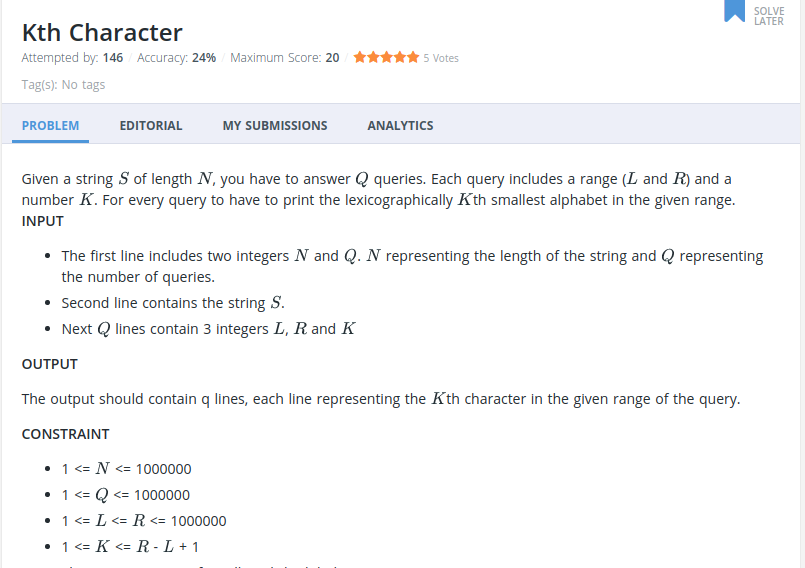 SOLVE
LATER
Kth Character
Attempted by: 146 / Accuracy: 24% / Maximum Score: 20 / ★★★★★ 5 Votes
Tag(s): No tags
PROBLEM EDITORIAL MY SUBMISSIONS ANALYTICS
Given a string S of length N, you have to answer Q queries. Each query includes a range (L and R) and a
number K. For every query to have to print the lexicographically Kth smallest alphabet in the given range.
INPUT
• The first line includes two integers N and Q. N representing the length of the string and Q representing
the number of queries.
• Second line contains the string S.
• Next Q lines contain 3 integers L, R and K
OUTPUT
The output should contain q lines, each line representing the Kth character in the given range of the query.
CONSTRAINT
• 1 <= N <= 1000000
• 1 <= Q <= 1000000
• 1 <= L <= R <= 1000000
• 1 <= K <= R - L + 1